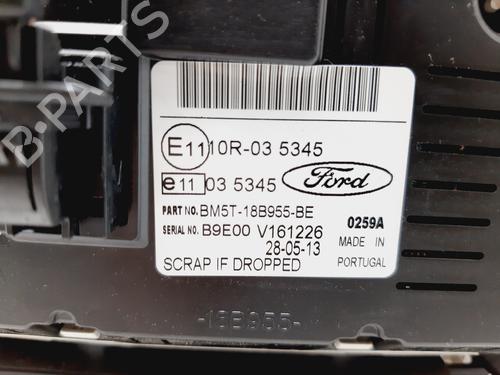 B-PARTS
E11 10R-03 5345
e11 03 5345
Ford
PART NO. BM5T-18B955-BE
0259A
SERIAL NO. B9E00 V161226
28-05-13
MADE IN
PORTUGAL
SCRAP IF DROPPED
-18B955-